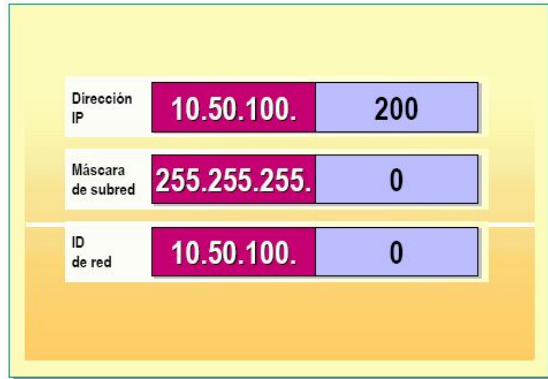 Dirección
IP
10.50.100. 200
Máscara
de subred
255.255.255. 0
ID
de red
10.50.100. 0